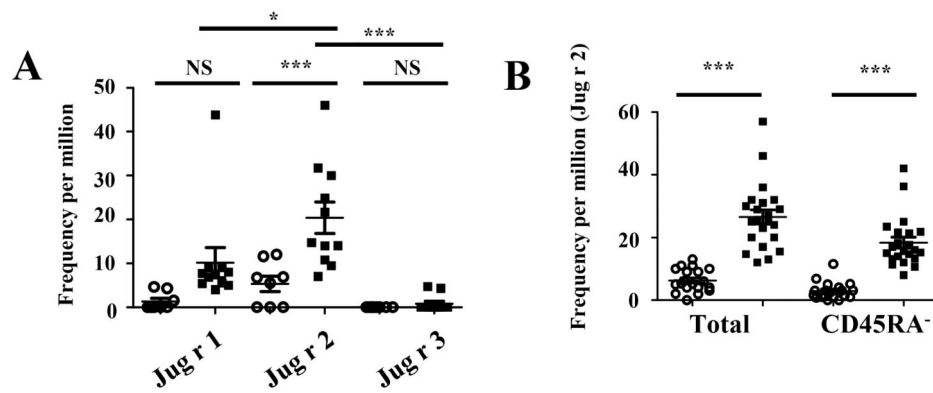 A
*
***
NS
***
NS
Frequency per million
50
40
30
20
10
0
Jug r 1
Jug r 2
Jug r 3
B
***
***
Frequency per million (Jug r 2)
60
40
20
0
Total
CD45RA⁻